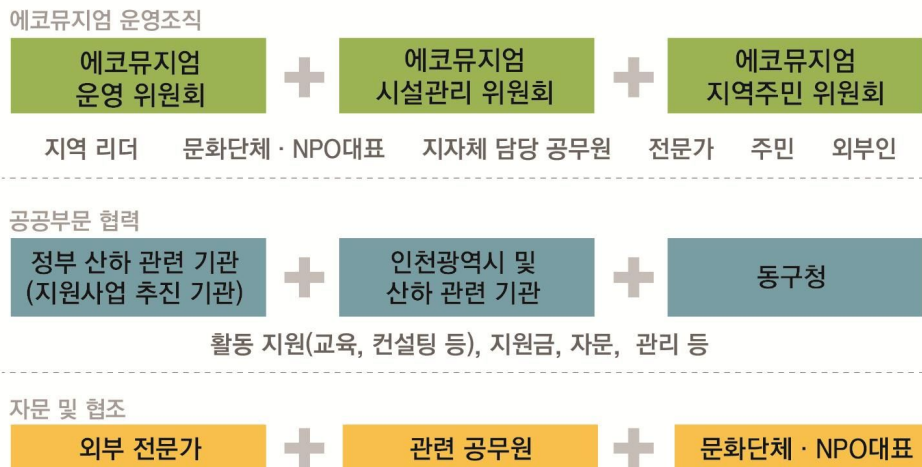 에코뮤지엄 운영조직
에코뮤지엄 운영 위원회 + 에코뮤지엄 시설관리 위원회 + 에코뮤지엄 지역주민 위원회
지역 리더 문화단체 · NPO대표 지자체 담당 공무원 전문가 주민 외부인
공공부문 협력
정부 산하 관련 기관 (지원사업 추진 기관) + 인천광역시 및 산하 관련 기관 + 동구청
활동 지원(교육, 컨설팅 등), 지원금, 자문, 관리 등
자문 및 협조
외부 전문가 + 관련 공무원 + 문화단체 · NPO대표